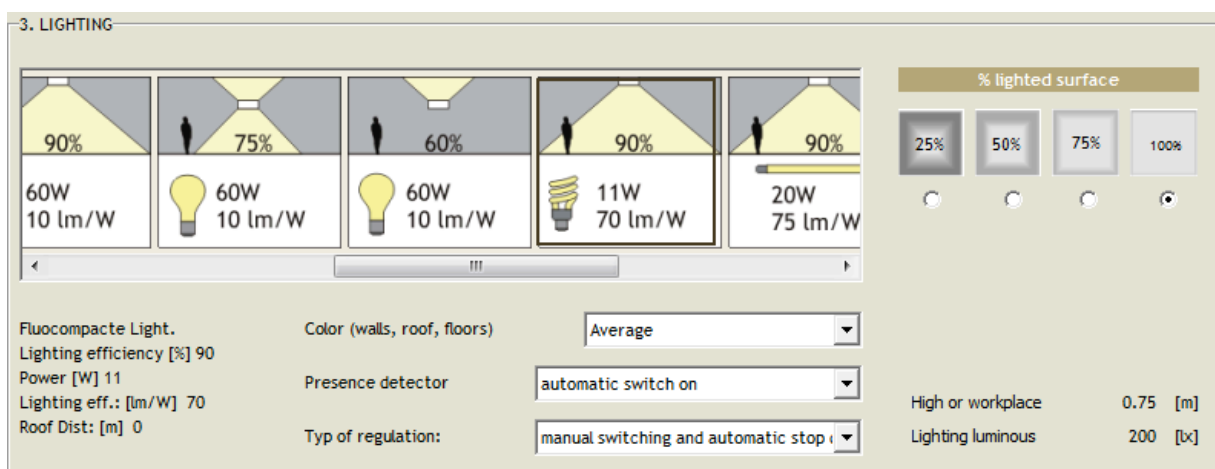 3. LIGHTING
90%
60W
10 lm/W
75%
60W
10 lm/W
60%
60W
10 lm/W
90%
11W
70 lm/W
90%
20W
75 lm/W
% lighted surface
25% 50% 75% 100%
Fluocompacte Light.
Lighting efficiency [%] 90
Power [W] 11
Lighting eff.: [lm/W] 70
Roof Dist: [m] 0
Color (walls, roof, floors) Average
Presence detector automatic switch on
Typ of regulation: manual switching and automatic stop
High or workplace 0.75 [m]
Lighting luminous 200 [lx]